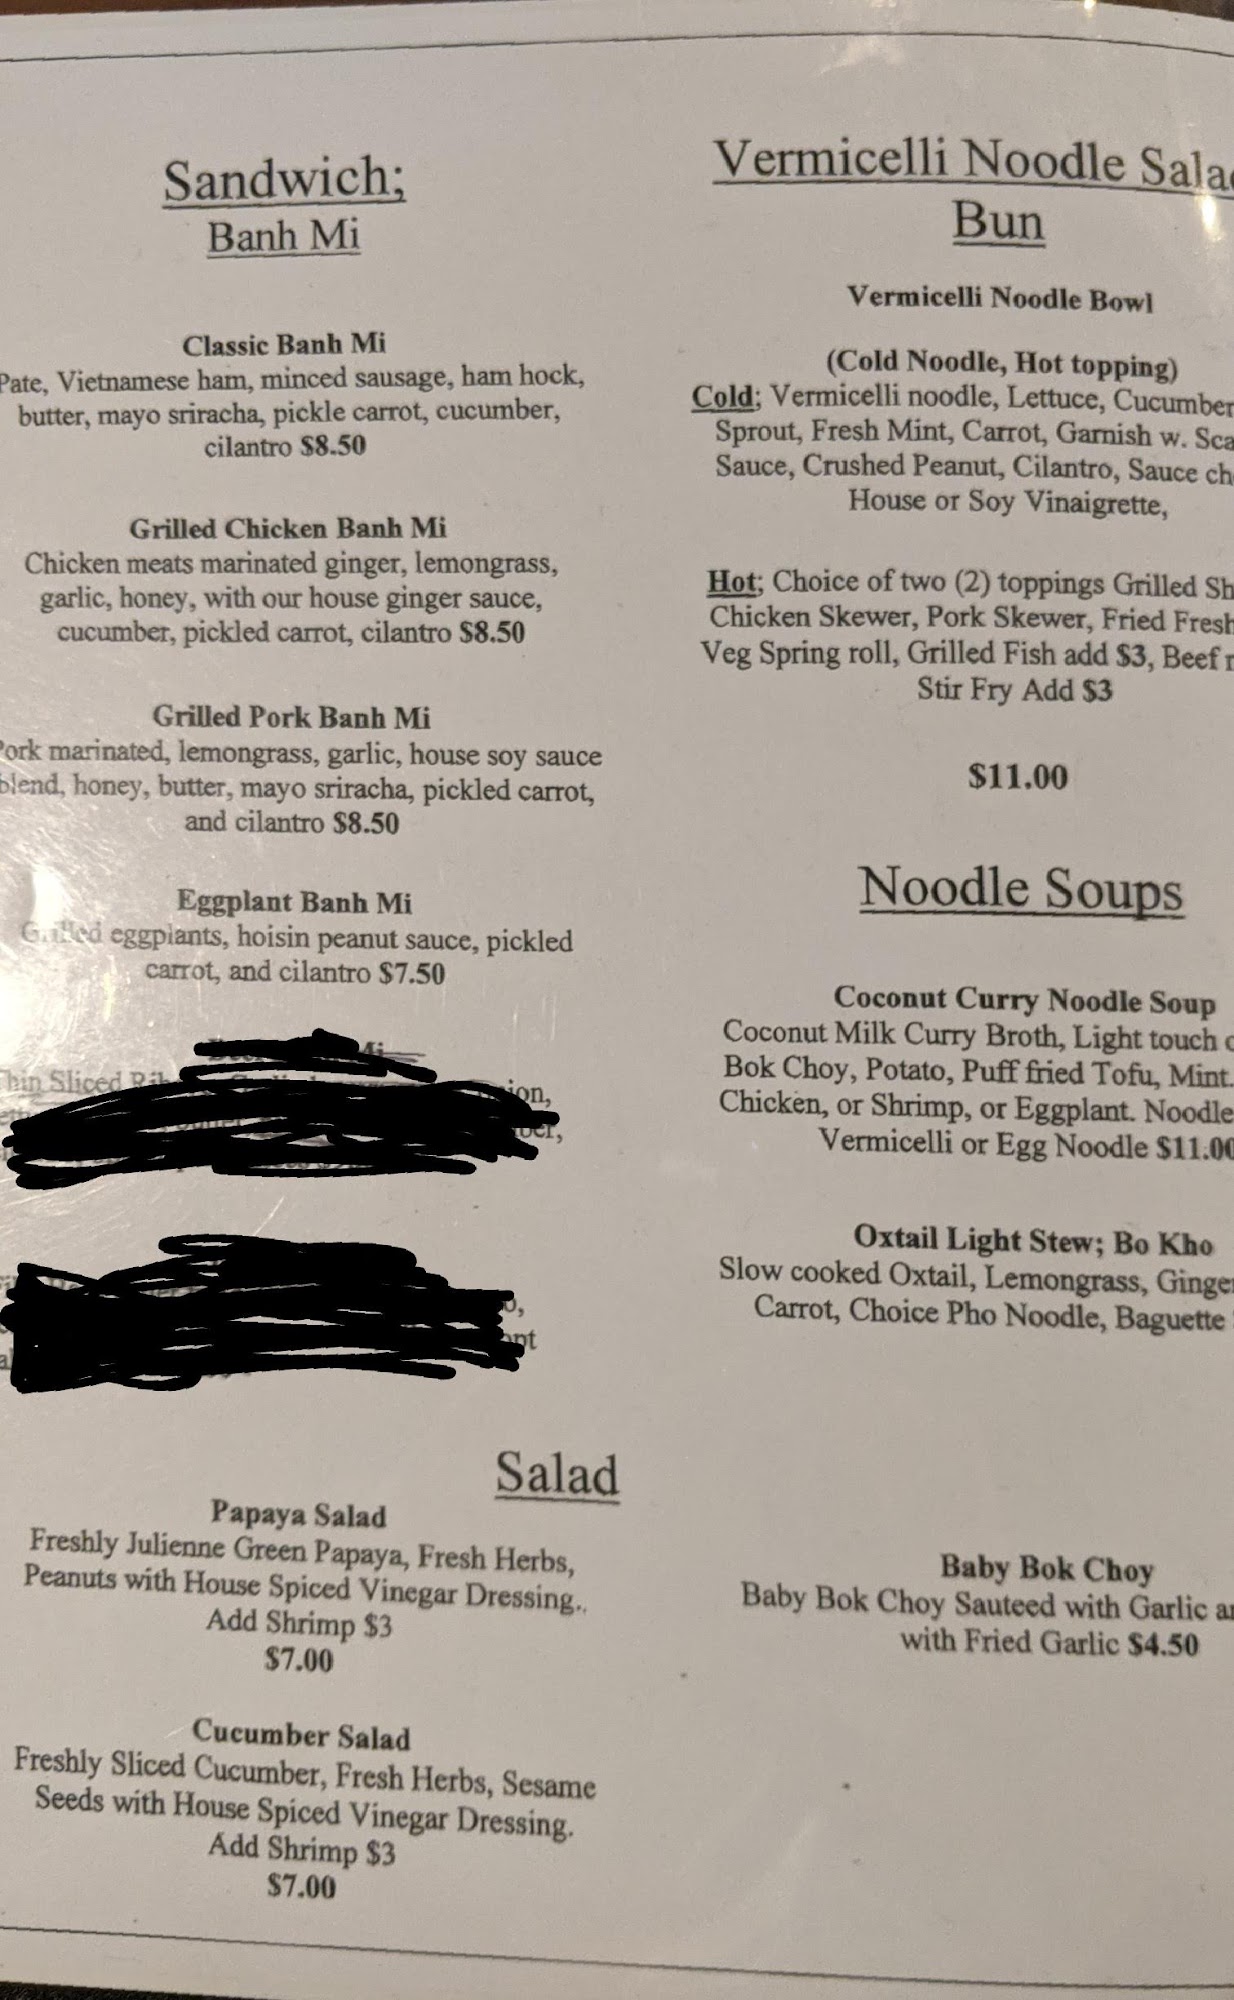 Sandwich;
Banh Mi
Classic Banh Mi
Pate, Vietnamese ham, minced sausage, ham hock,
butter, mayo sriracha, pickle carrot, cucumber,
cilantro $8.50
Grilled Chicken Banh Mi
Chicken meats marinated ginger, lemongrass,
garlic, honey, with our house ginger sauce,
cucumber, pickled carrot, cilantro $8.50
Grilled Pork Banh Mi
Pork marinated, lemongrass, garlic, house soy sauce
blend, honey, butter, mayo sriracha, pickled carrot,
and cilantro $8.50
Eggplant Banh Mi
Grilled eggplants, hoisin peanut sauce, pickled
carrot, and cilantro $7.50
Thin Sliced
Vermicelli Noodle
Bun
Vermicelli Noodle Bowl
(Cold Noodle, Hot topping)
Cold; Vermicelli noodle, Lettuce, Cucumber
Sprout, Fresh Mint, Carrot, Garnish w.
Sauce, Crushed Peanut, Cilantro, Sauce
House or Soy Vinaigrette,
Hot; Choice of two (2) toppings Grilled
Chicken Skewer, Pork Skewer, Fried Fresh
Veg Spring roll, Grilled Fish add $3, Beef
Stir Fry Add $3
$11.00
Noodle Soups
Coconut Curry Noodle Soup
Coconut Milk Curry Broth, Light touch
Bok Choy, Potato, Puff fried Tofu, Mint.
Chicken, or Shrimp, or Eggplant. Noodle
Vermicelli or Egg Noodle $11.00
Oxtail Light Stew; Bo Kho
Slow cooked Oxtail, Lemongrass, Ginger
Carrot, Choice Pho Noodle, Baguette
Salad
Papaya Salad
Freshly Julienne Green Papaya, Fresh Herbs,
Peanuts with House Spiced Vinegar Dressing..
Add Shrimp $3
$7.00
Cucumber Salad
Freshly Sliced Cucumber, Fresh Herbs, Sesame
Seeds with House Spiced Vinegar Dressing.
Add Shrimp $3
$7.00
Baby Bok Choy
Baby Bok Choy Sauteed with Garlic
with Fried Garlic $4.50